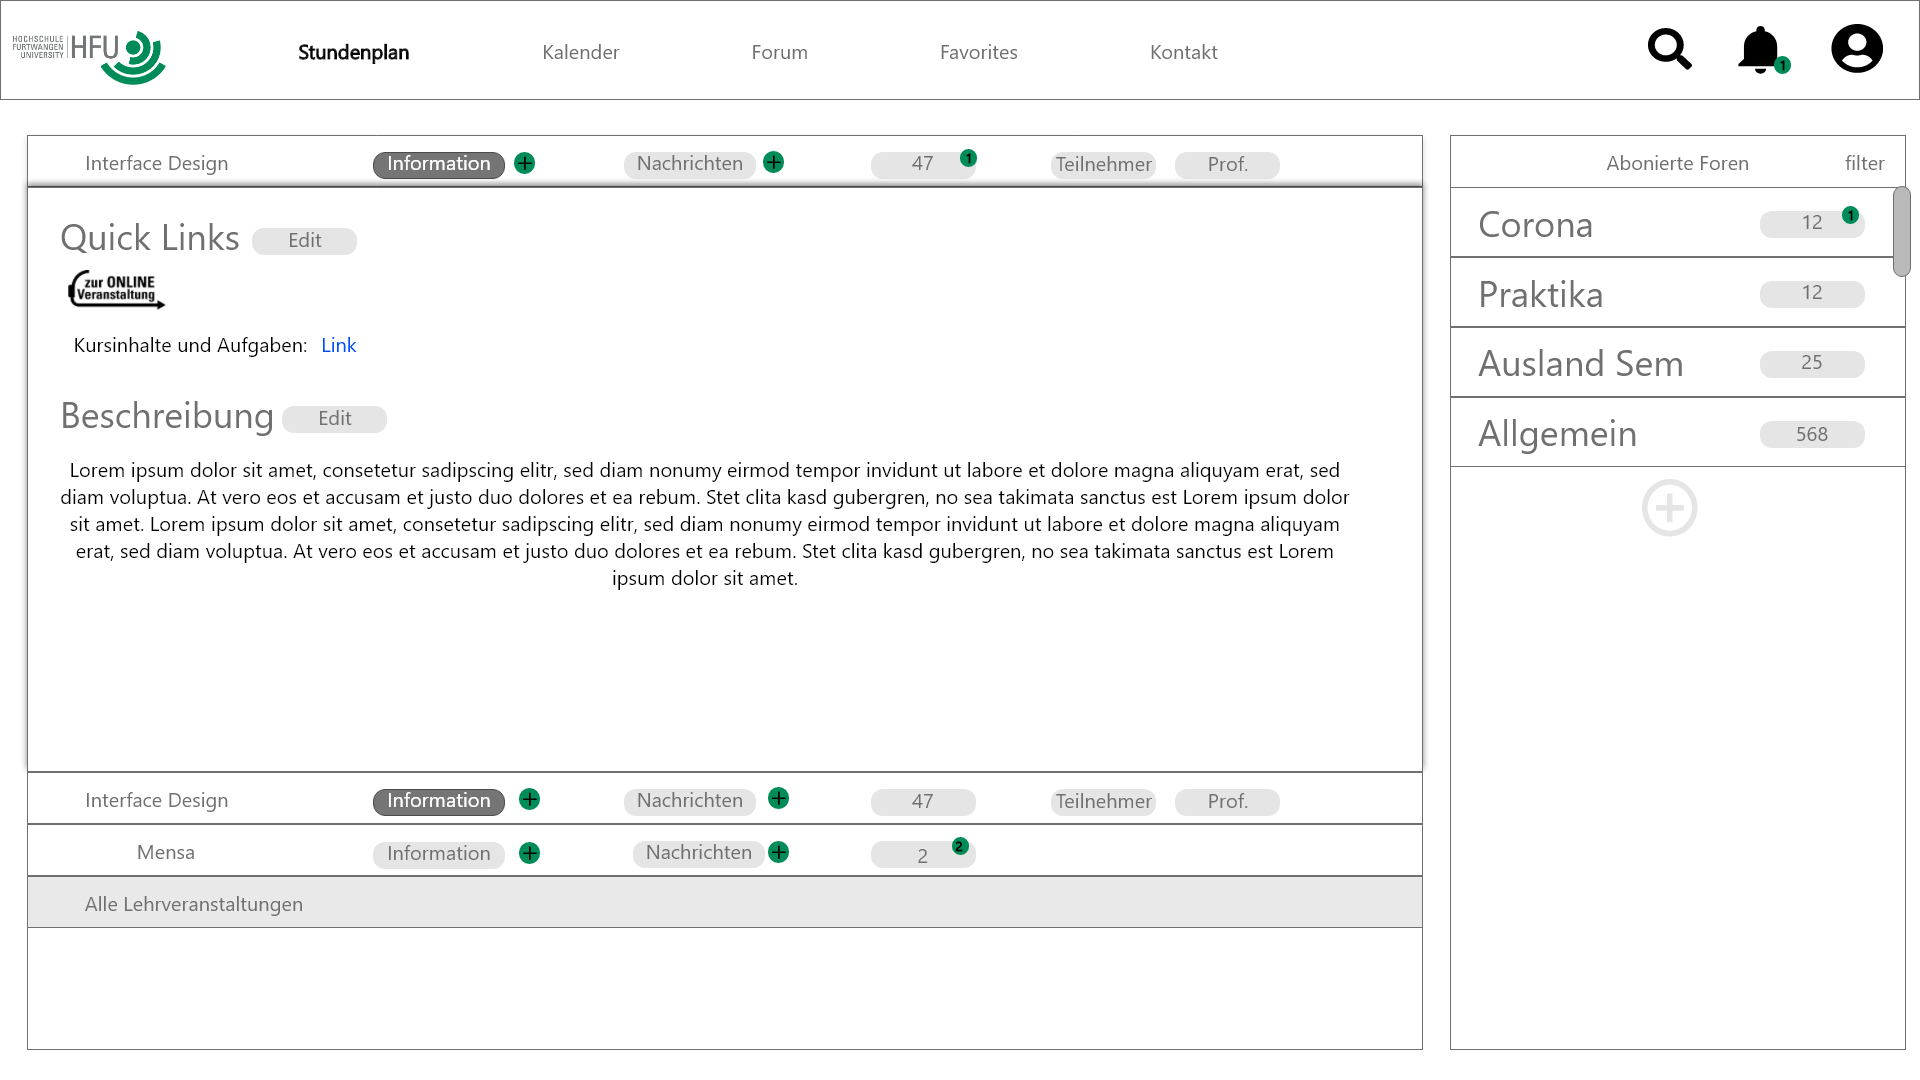 HOCHSCHULE
FURTWANGEN
UNIVERSITY
HFU
Stundenplan
Kalender
Forum
Favorites
Kontakt
1
Interface Design
Information
Nachrichten
47
1
Teilnehmer
Prof.
Quick Links
Edit
zur ONLINE
Veranstaltung
Kursinhalte und Aufgaben: Link
Beschreibung
Edit
Lorem ipsum dolor sit amet, consetetur sadipscing elitr, sed diam nonumy eirmod tempor invidunt ut labore et dolore magna aliquyam erat, sed
diam voluptua. At vero eos et accusam et justo duo dolores et ea rebum. Stet clita kasd gubergren, no sea takimata sanctus est Lorem ipsum dolor
sit amet. Lorem ipsum dolor sit amet, consetetur sadipscing elitr, sed diam nonumy eirmod tempor invidunt ut labore et dolore magna aliquyam
erat, sed diam voluptua. At vero eos et accusam et justo duo dolores et ea rebum. Stet clita kasd gubergren, no sea takimata sanctus est Lorem
ipsum dolor sit amet.
Interface Design
Information
Nachrichten
47
Teilnehmer
Prof.
Mensa
Information
Nachrichten
2
2
Alle Lehrveranstaltungen
Abonierte Foren
filter
Corona
12
1
Praktika
12
Ausland Sem
25
Allgemein
568